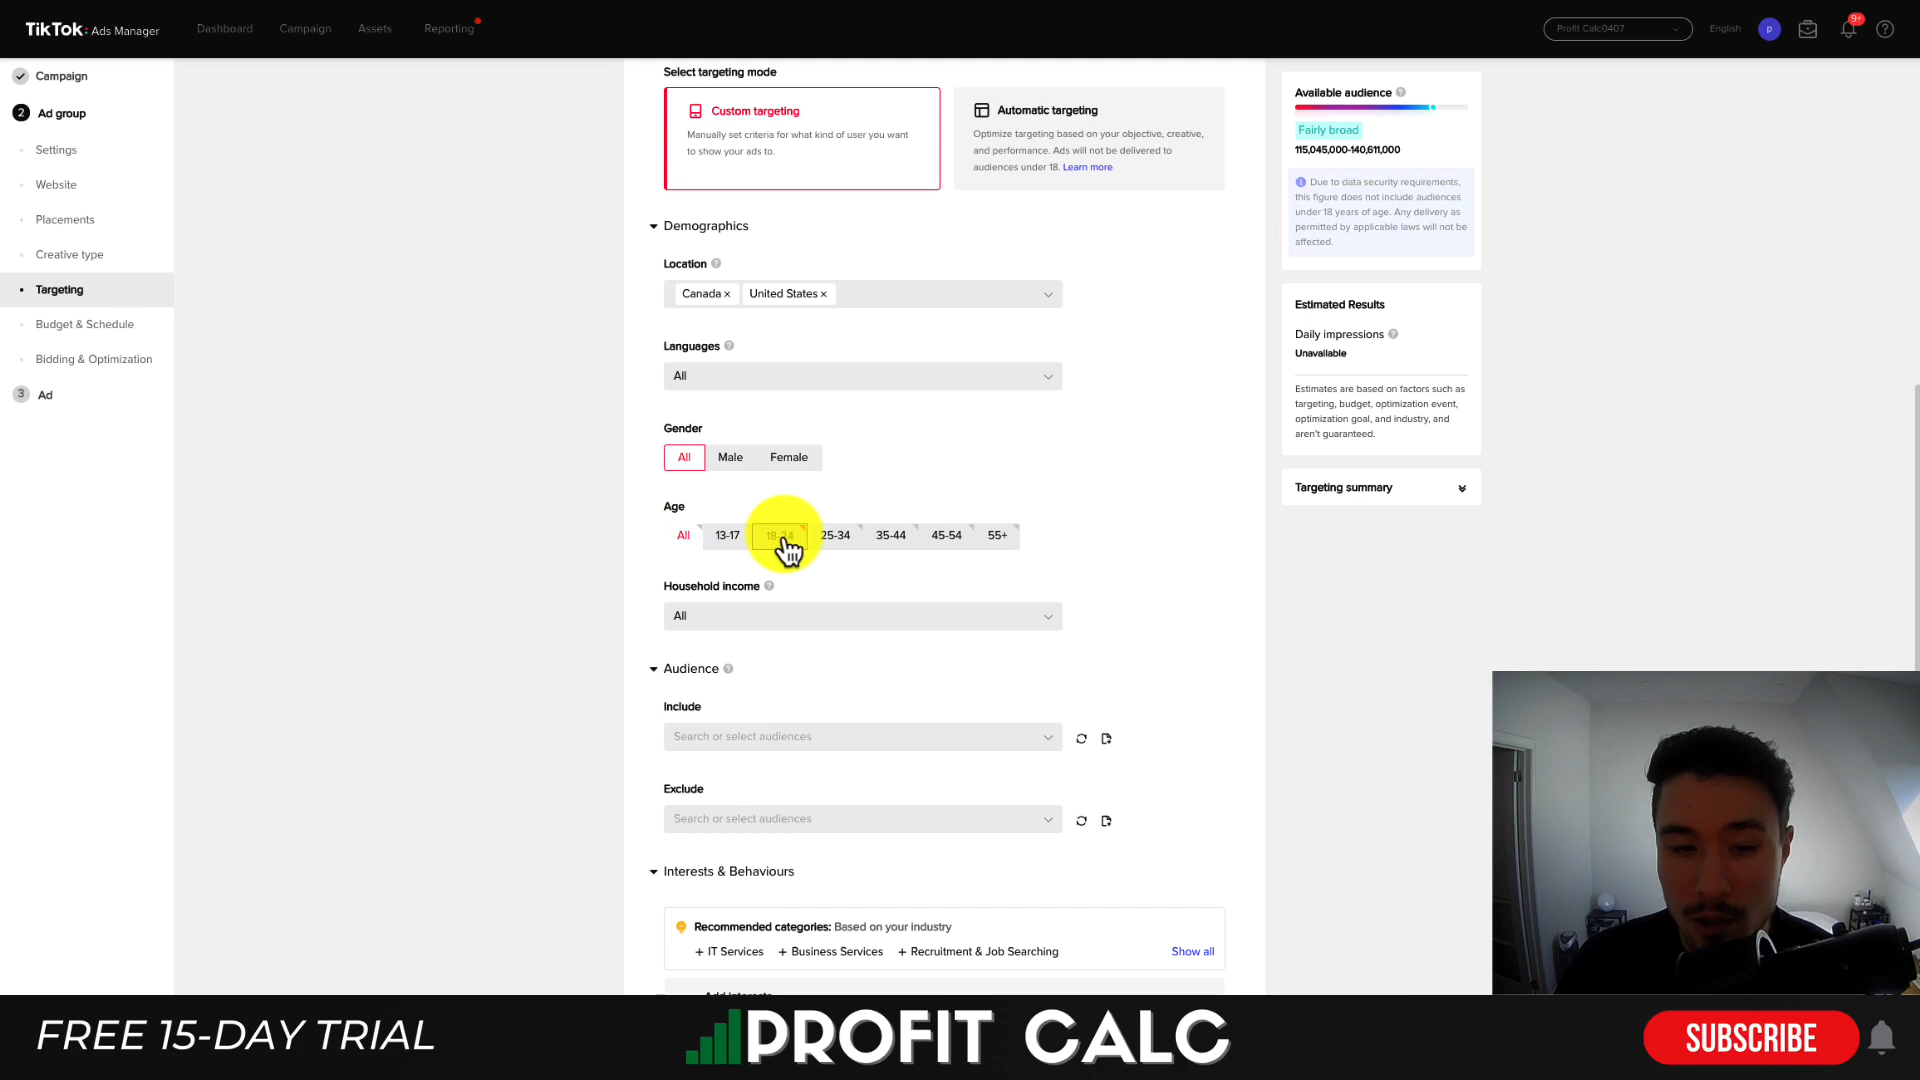 TikTok: Ads Manager
Dashboard
Campaign
Assets
Reporting
Profit Calc0407
English
p
9+
Campaign
2 Ad group
Settings
Website
Placements
Creative type
Targeting
Budget & Schedule
Bidding & Optimization
3 Ad
Select targeting mode
Custom targeting
Manually set criteria for what kind of user you want
to show your ads to.
Automatic targeting
Optimize targeting based on your objective, creative,
and performance. Ads will not be delivered to
audiences under 18. Learn more
Demographics
Location
Canada × United States ×
Languages
All
Gender
All Male Female
Age
All 13-17 18-24 25-34 35-44 45-54 55+
Household income
All
Audience
Include
Search or select audiences
Exclude
Search or select audiences
Interests & Behaviours
Recommended categories: Based on your industry
+ IT Services + Business Services + Recruitment & Job Searching Show all
Add interests
Available audience
Fairly broad
115,045,000-140,611,000
Due to data security requirements,
this figure does not include audiences
under 18 years of age. Any delivery as
permitted by applicable laws will not be
affected.
Estimated Results
Daily impressions
Unavailable
Estimates are based on factors such as
targeting, budget, optimization event,
optimization goal, and industry, and
aren't guaranteed.
Targeting summary
FREE 15-DAY TRIAL
PROFIT CALC
SUBSCRIBE